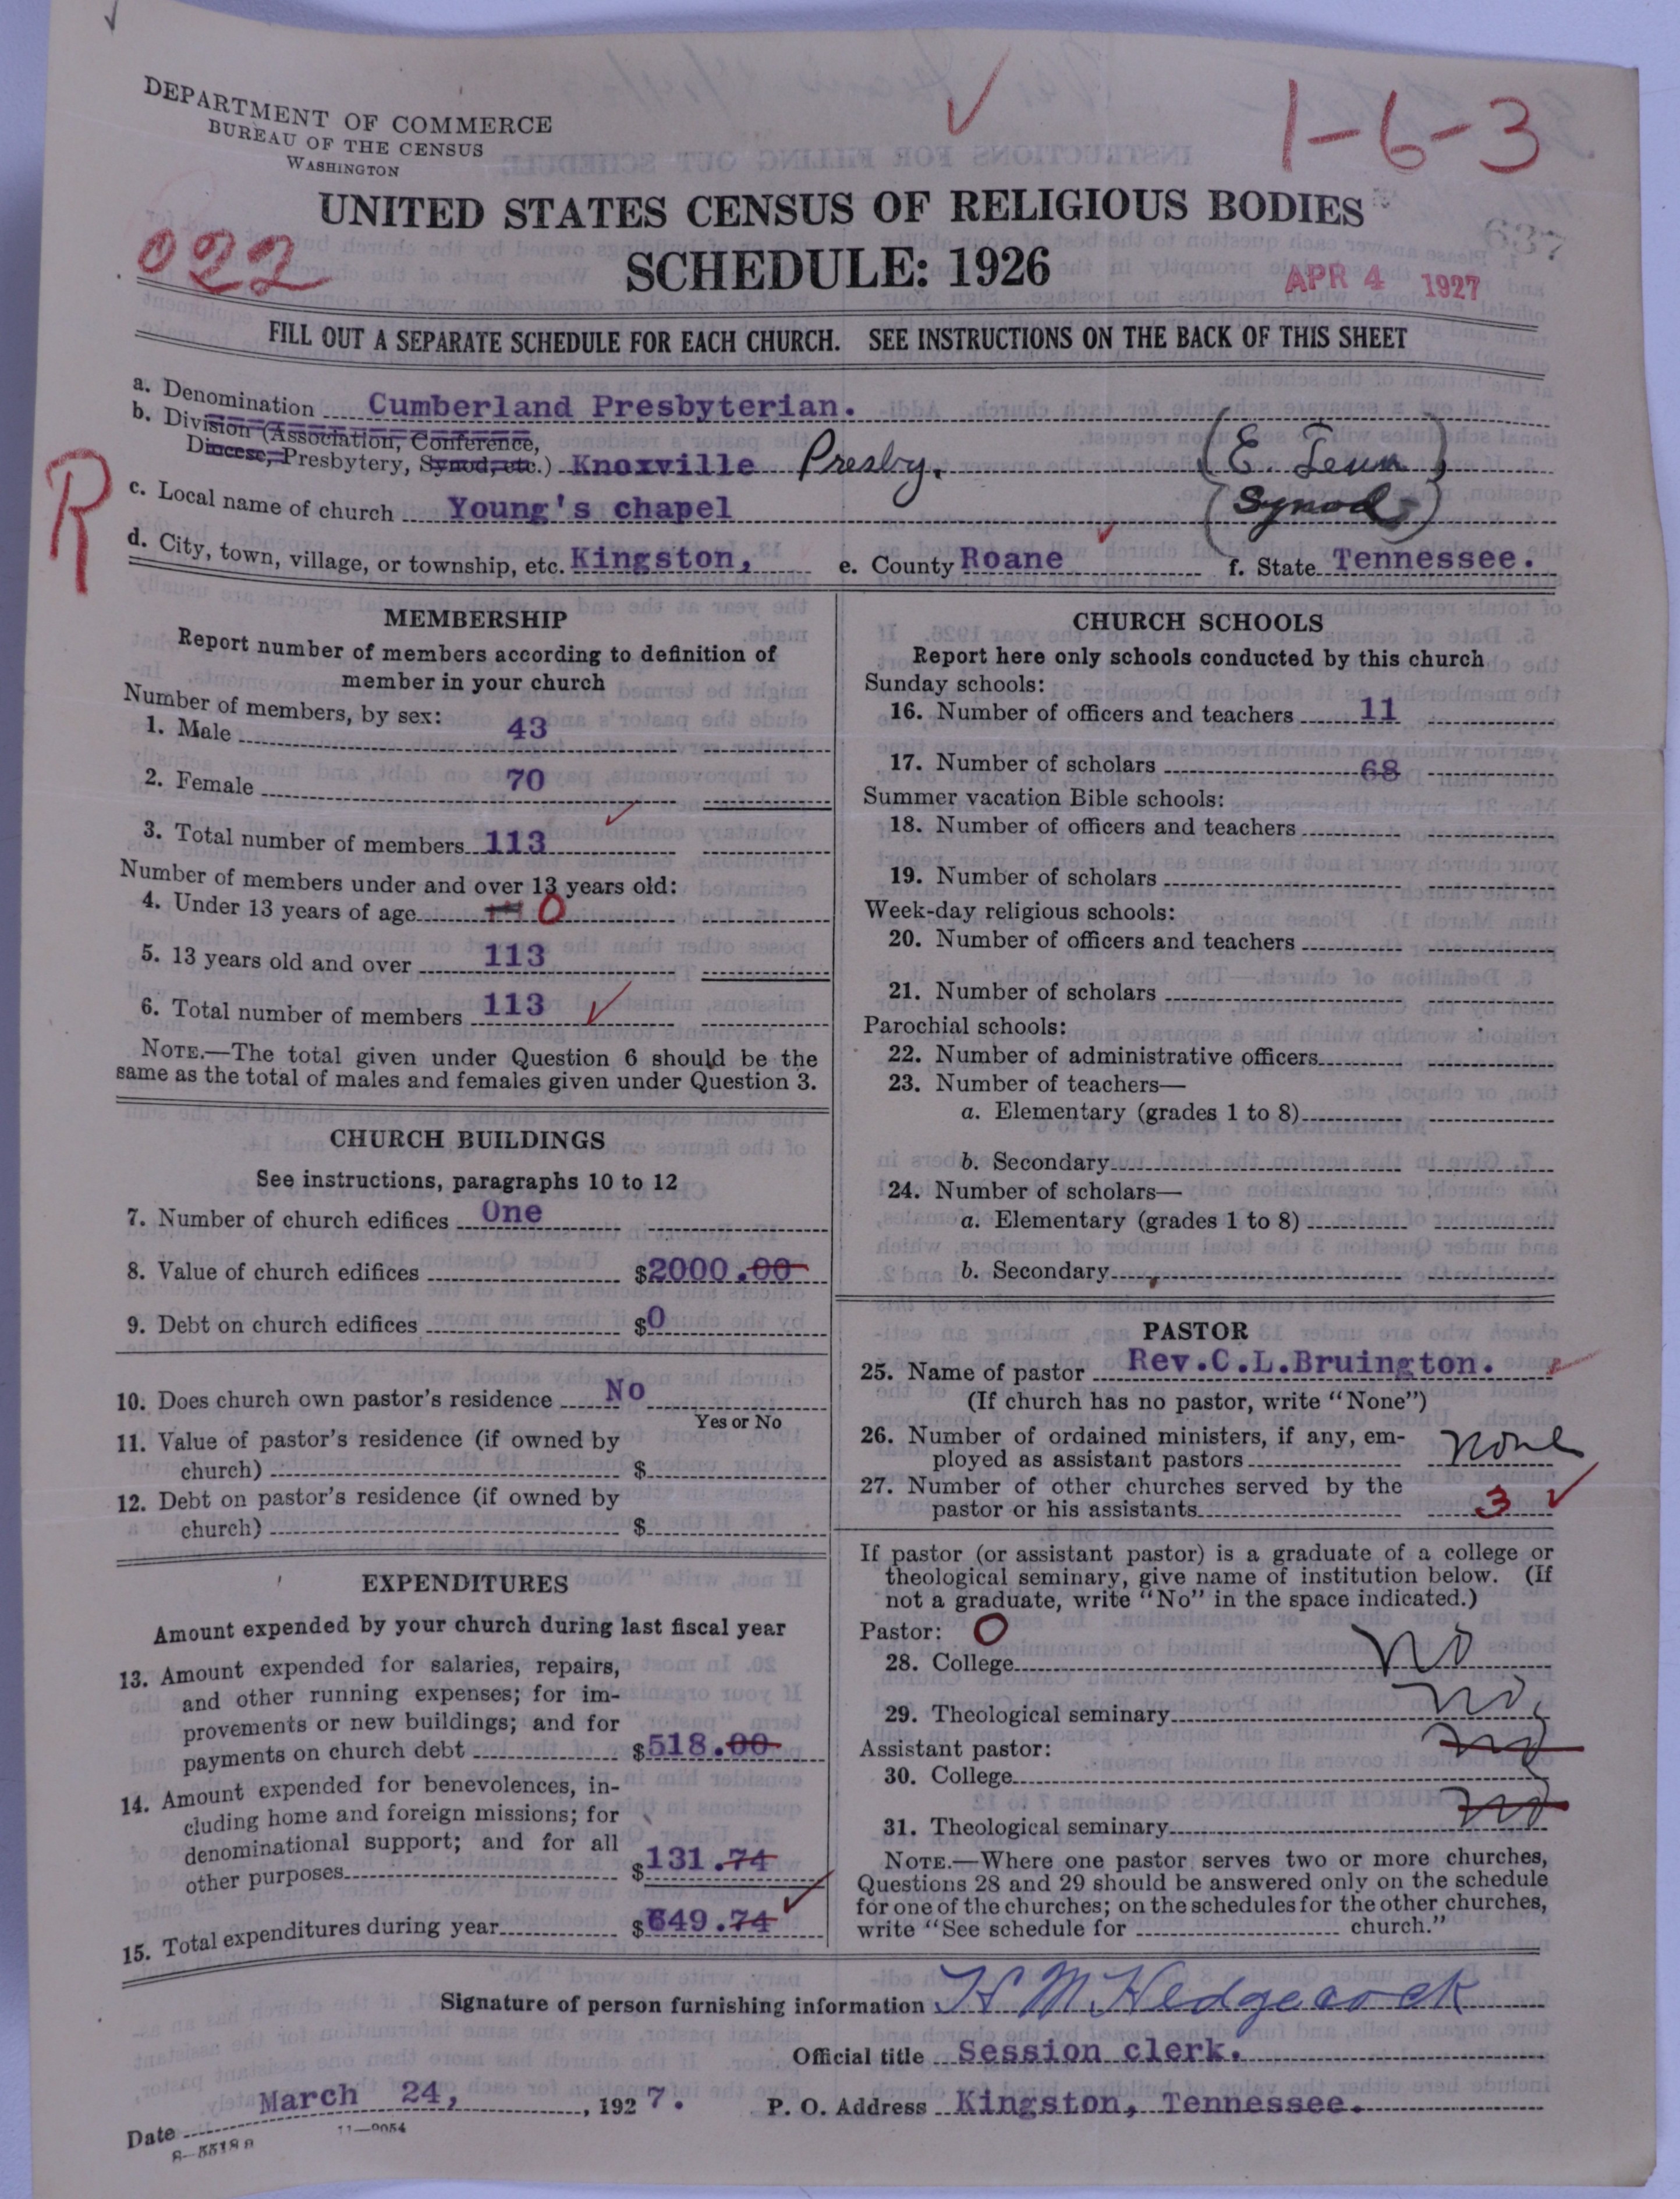 DEPARTMENT OF COMMERCE
BUREAU OF THE CENSUS
WASHINGTON
1-6-3
UNITED STATES CENSUS OF RELIGIOUS BODIES
637
022
SCHEDULE: 1926
APR 4 1927
FILL OUT A SEPARATE SCHEDULE FOR EACH CHURCH. SEE INSTRUCTIONS ON THE BACK OF THIS SHEET
a. Denomination Cumberland Presbyterian.
b. Division (Association, Conference,
Diocese, Presbytery, Synod, etc.) Knoxville Presby. (E. Tenn
Synod)
R
c. Local name of church Young's chapel
d. City, town, village, or township, etc. Kingston, e. County Roane f. State Tennessee.
MEMBERSHIP
Report number of members according to definition of
member in your church
Number of members, by sex:
1. Male 43
2. Female 70
3. Total number of members 113
Number of members under and over 13 years old:
4. Under 13 years of age 0
5. 13 years old and over 113
6. Total number of members 113
NOTE.—The total given under Question 6 should be the
same as the total of males and females given under Question 3.
CHURCH BUILDINGS
See instructions, paragraphs 10 to 12
7. Number of church edifices One
8. Value of church edifices $2000.00
9. Debt on church edifices $0
10. Does church own pastor's residence No
Yes or No
11. Value of pastor's residence (if owned by
church) $
12. Debt on pastor's residence (if owned by
church) $
EXPENDITURES
Amount expended by your church during last fiscal year
13. Amount expended for salaries, repairs,
and other running expenses; for im-
provements or new buildings; and for
payments on church debt $518.00
14. Amount expended for benevolences, in-
cluding home and foreign missions; for
denominational support; and for all
other purposes $131.74
15. Total expenditures during year $649.74
CHURCH SCHOOLS
Report here only schools conducted by this church
Sunday schools:
16. Number of officers and teachers 11
17. Number of scholars 68
Summer vacation Bible schools:
18. Number of officers and teachers
19. Number of scholars
Week-day religious schools:
20. Number of officers and teachers
21. Number of scholars
Parochial schools:
22. Number of administrative officers
23. Number of teachers—
a. Elementary (grades 1 to 8)
b. Secondary
24. Number of scholars—
a. Elementary (grades 1 to 8)
b. Secondary
PASTOR
25. Name of pastor Rev.C.L.Bruington.
(If church has no pastor, write "None")
26. Number of ordained ministers, if any, em-
ployed as assistant pastors none
27. Number of other churches served by the
pastor or his assistants 3
If pastor (or assistant pastor) is a graduate of a college or
theological seminary, give name of institution below. (If
not a graduate, write "No" in the space indicated.)
Pastor: O
28. College No
29. Theological seminary no,
Assistant pastor: no
30. College
31. Theological seminary no
NOTE.—Where one pastor serves two or more churches,
Questions 28 and 29 should be answered only on the schedule
for one of the churches; on the schedules for the other churches,
write "See schedule for church."
Signature of person furnishing information H M. Hedgecock
Official title Session clerk.
Date March 24, 1927. P. O. Address Kingston, Tennessee.
8—5518a 11—9054